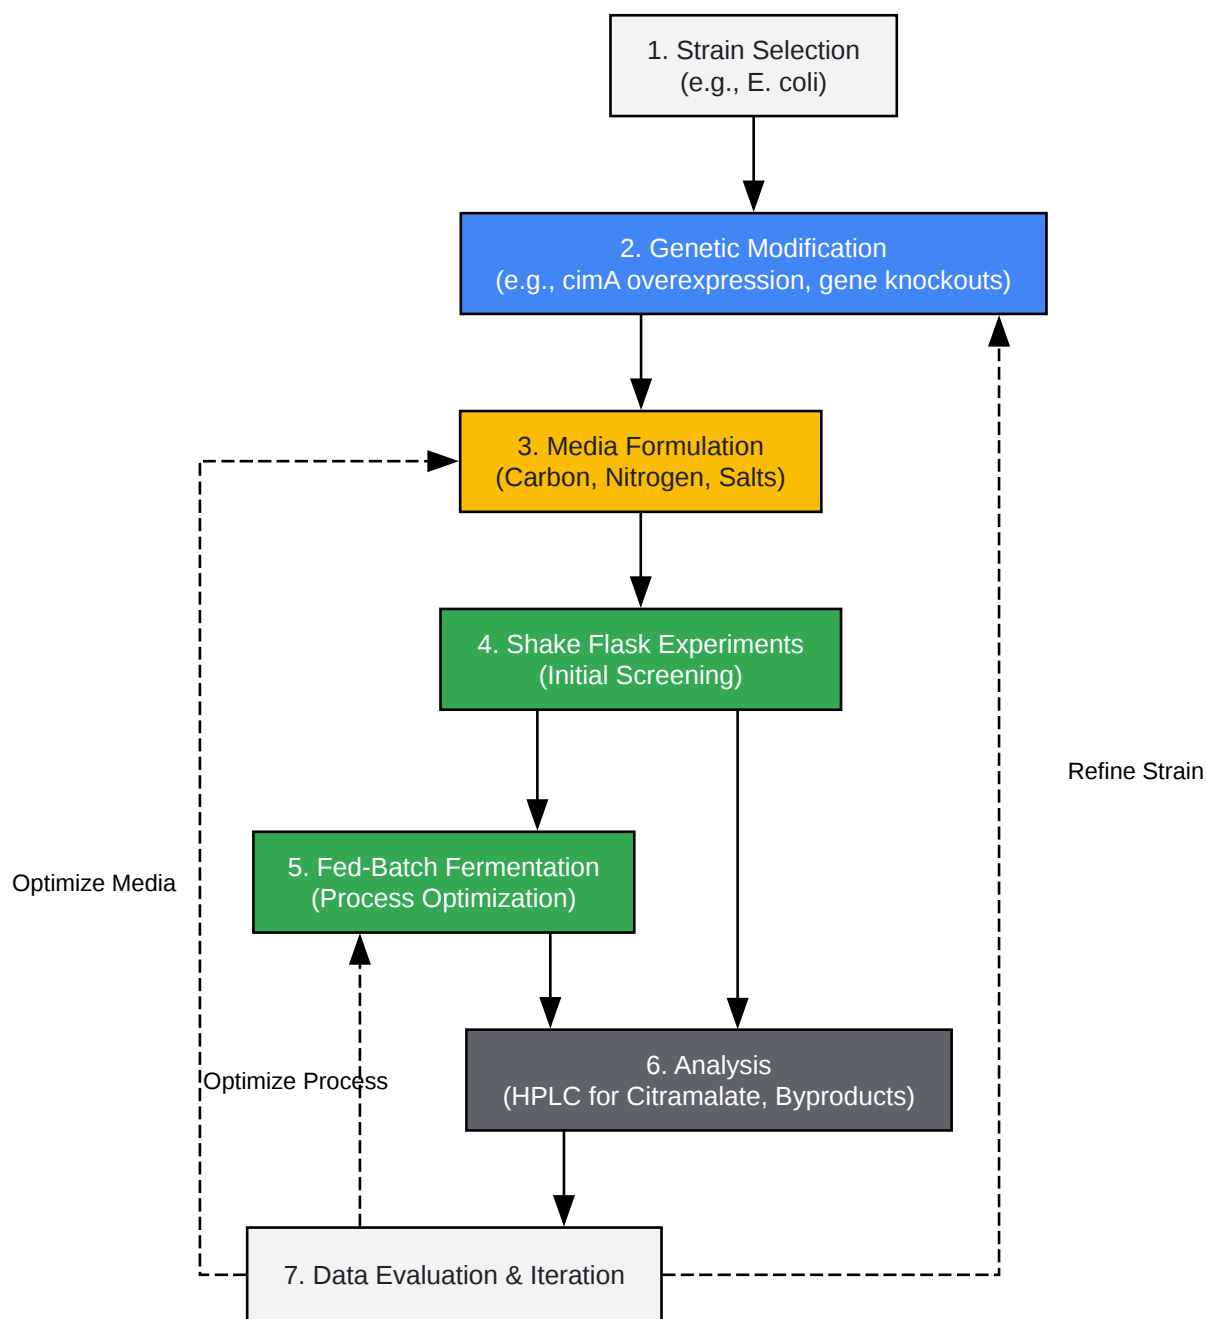 1. Strain Selection
(e.g., E. coli)
2. Genetic Modification
(e.g., cimA overexpression, gene knockouts)
3. Media Formulation
(Carbon, Nitrogen, Salts)
4. Shake Flask Experiments
(Initial Screening)
Refine Strain
5. Fed-Batch Fermentation
(Process Optimization)
Optimize Media
6. Analysis
(HPLC for Citramalate, Byproducts)
Optimize Process
7. Data Evaluation & Iteration